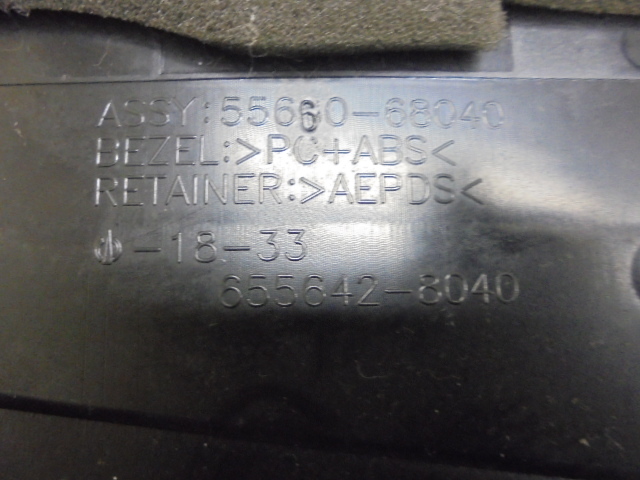 ASSY:55660-68040
BEZEL:>PC+ABS<
RETAINER:>AEPDS<
-18-33
655642-8040